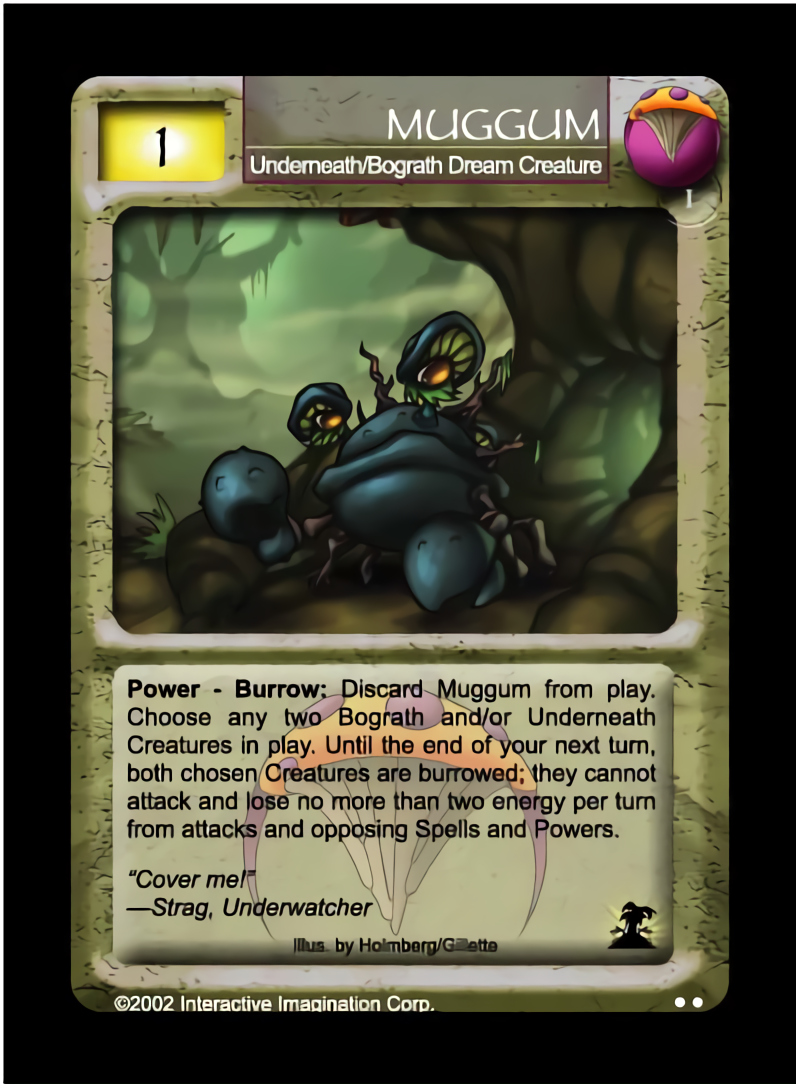 1
MUGGUM
Underneath/Bograth Dream Creature
1
Power - Burrow: Discard Muggum from play.
Choose any two Bograth and/or Underneath
Creatures in play. Until the end of your next turn,
both chosen Creatures are burrowed; they cannot
attack and lose no more than two energy per turn
from attacks and opposing Spells and Powers.
“Cover me!”
—Strag, Underwatcher
Illus. by Holmberg/Gillette
©2002 Interactive Imagination Corp.